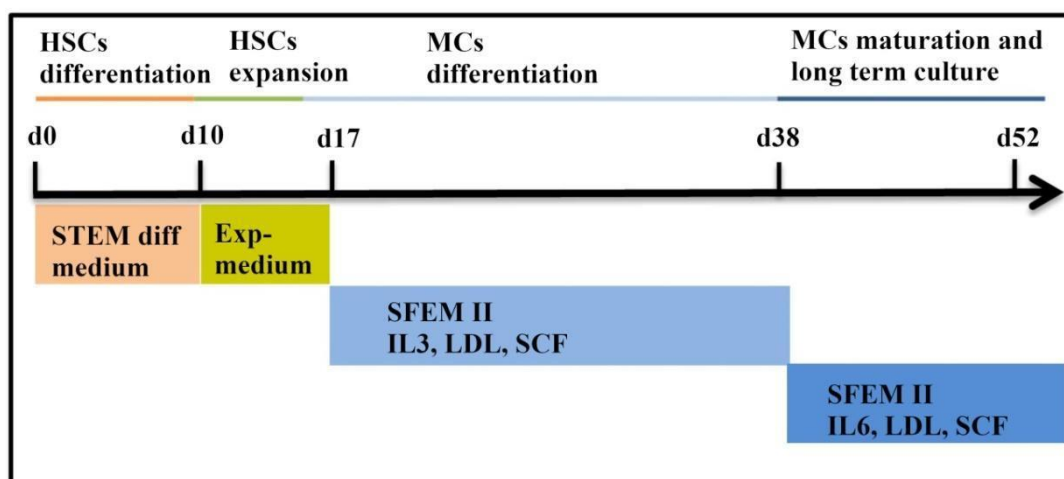 HSCs
differentiation
HSCs
expansion
MCs
differentiation
MCs maturation and
long term culture
d0
d10
d17
d38
d52
STEM diff
medium
Exp-
medium
SFEM II
IL3, LDL, SCF
SFEM II
IL6, LDL, SCF